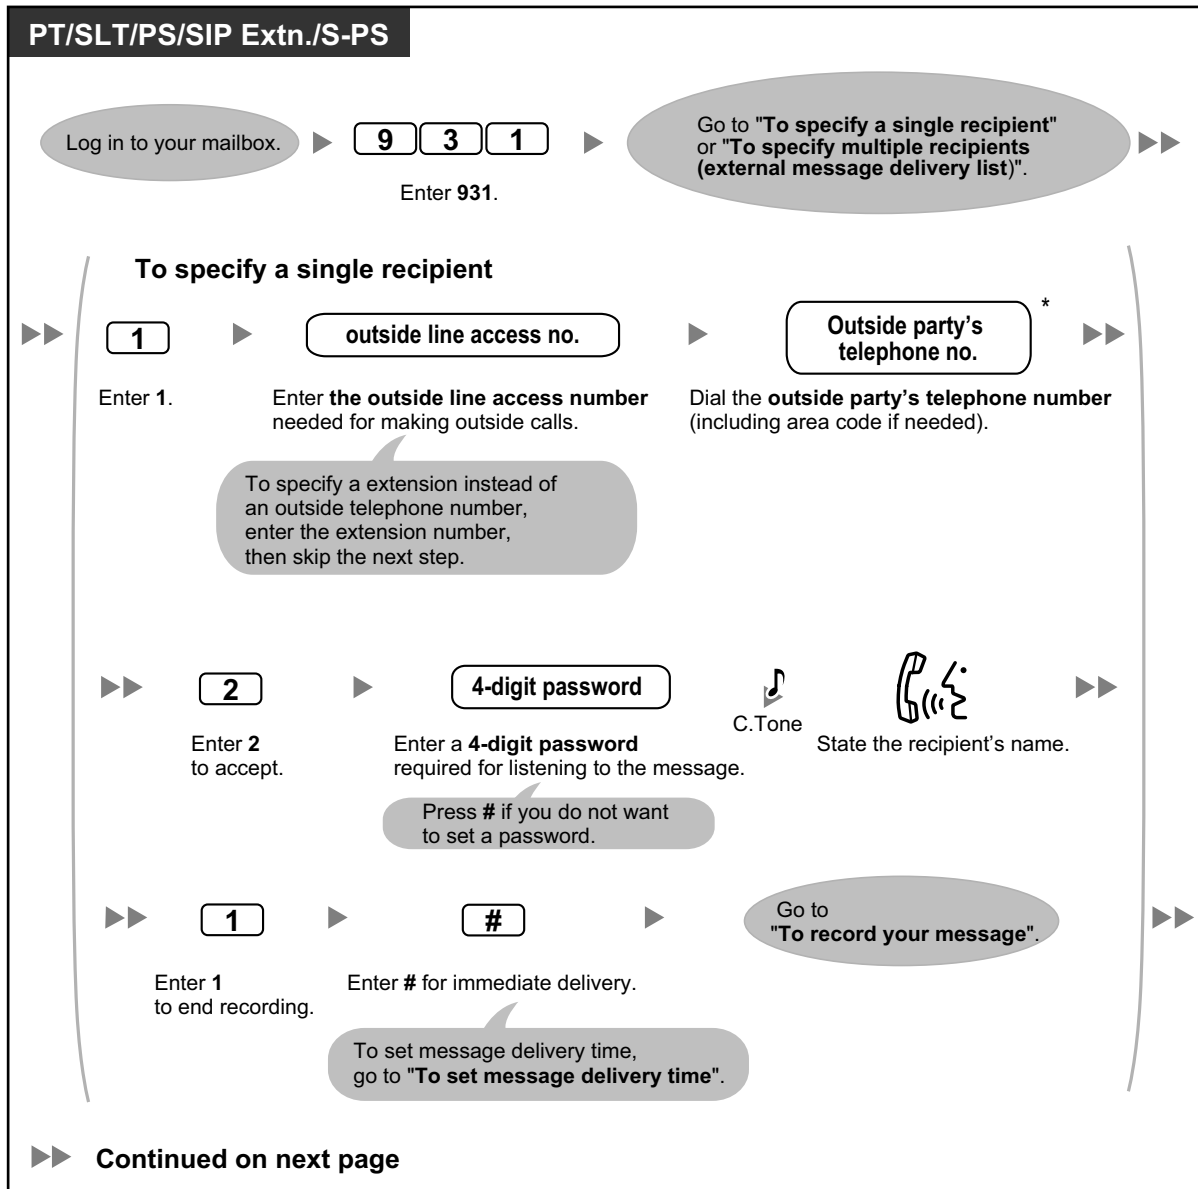 PT/SLT/PS/SIP Extn./S-PS
Log in to your mailbox.
9 3 1
Enter 931.
Go to "To specify a single recipient"
or "To specify multiple recipients
(external message delivery list)".
To specify a single recipient
1
Enter 1.
outside line access no.
Enter the outside line access number
needed for making outside calls.
To specify a extension instead of
an outside telephone number,
enter the extension number,
then skip the next step.
Outside party's
telephone no.
*
Dial the outside party's telephone number
(including area code if needed).
2
Enter 2
to accept.
4-digit password
Enter a 4-digit password
required for listening to the message.
Press # if you do not want
to set a password.
C.Tone
State the recipient's name.
1
Enter 1
to end recording.
#
Enter # for immediate delivery.
To set message delivery time,
go to "To set message delivery time".
Go to
"To record your message".
Continued on next page